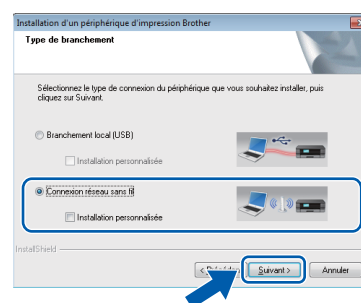 Installation d'un périphérique d'impression Brother
Type de branchement
Sélectionnez le type de connexion du périphérique que vous souhaitez installer, puis
cliquez sur Suivant.
Branchement local (USB)
Installation personnalisée
Connexion réseau sans fil
Installation personnalisée
InstallShield
Suivant >
Annuler